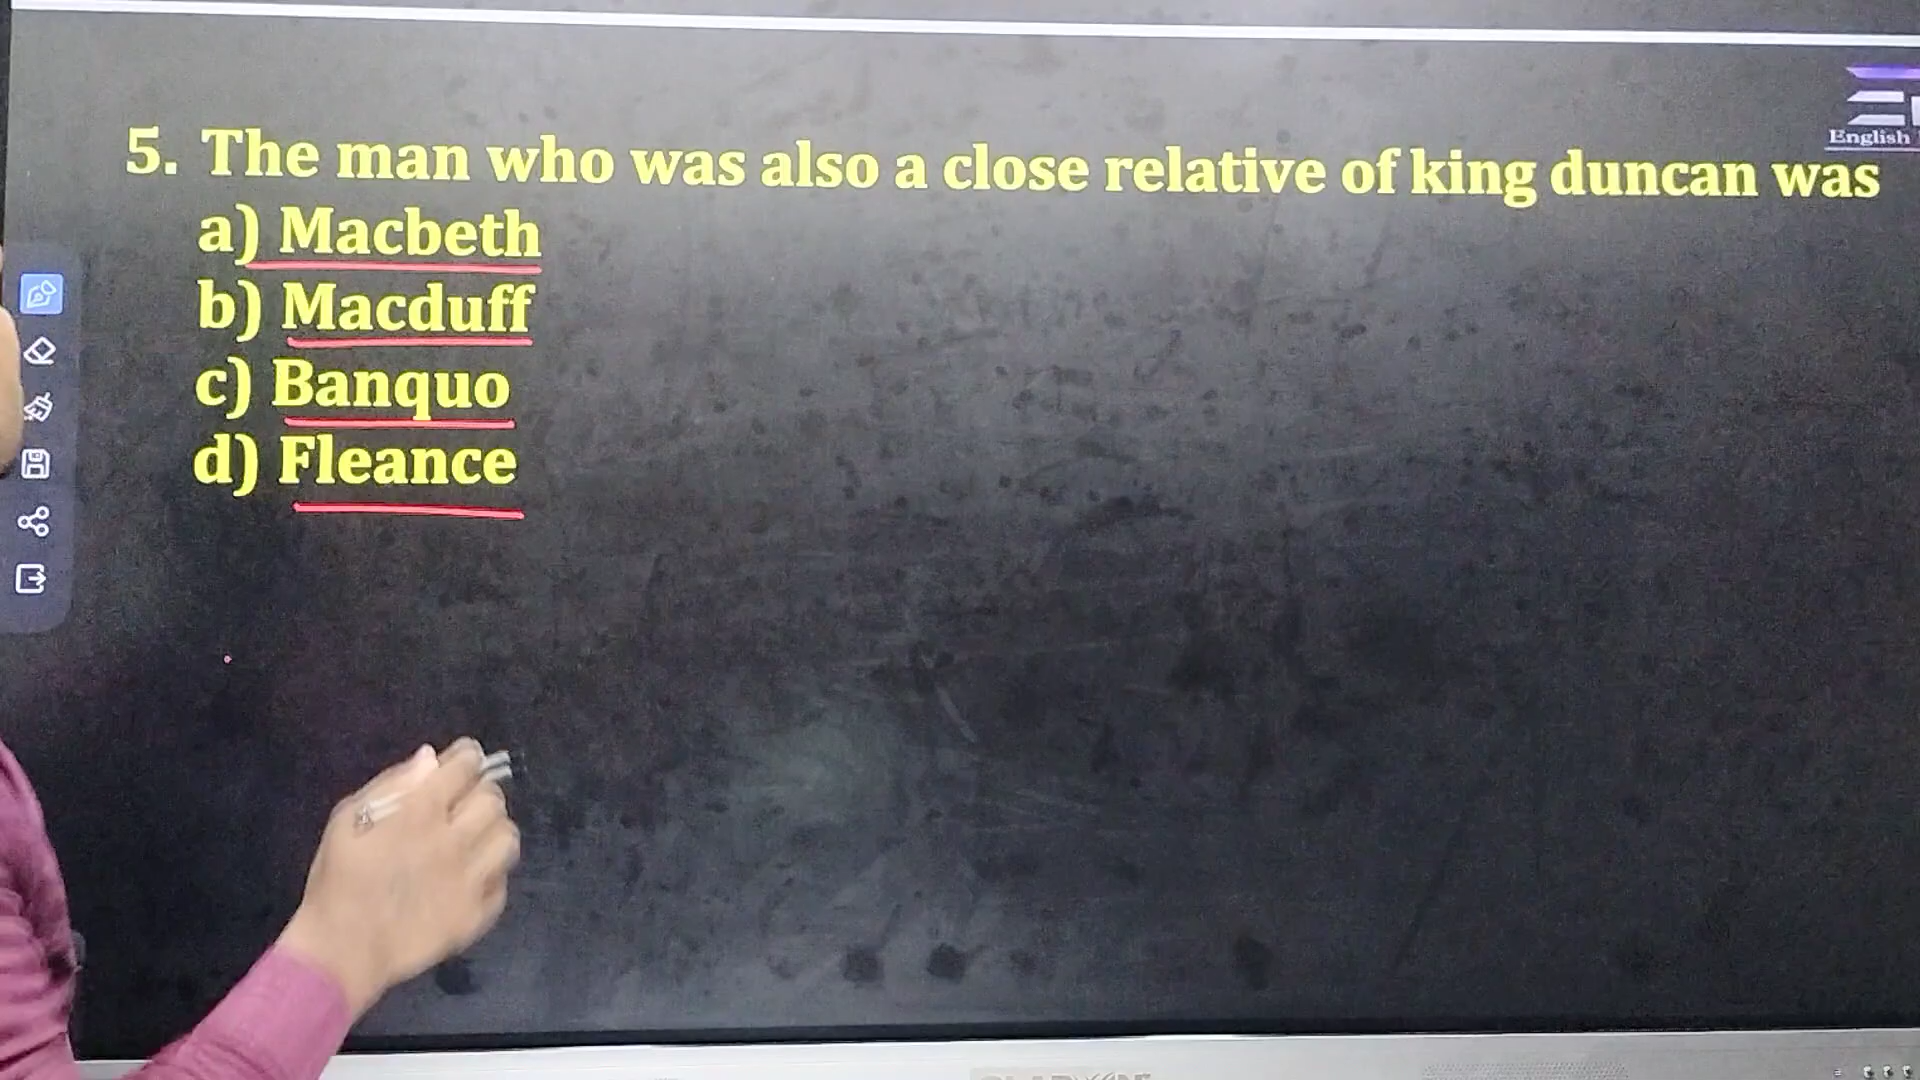 5. The man who was also a close relative of king duncan was
a) Macbeth
b) Macduff
c) Banquo
d) Fleance
English